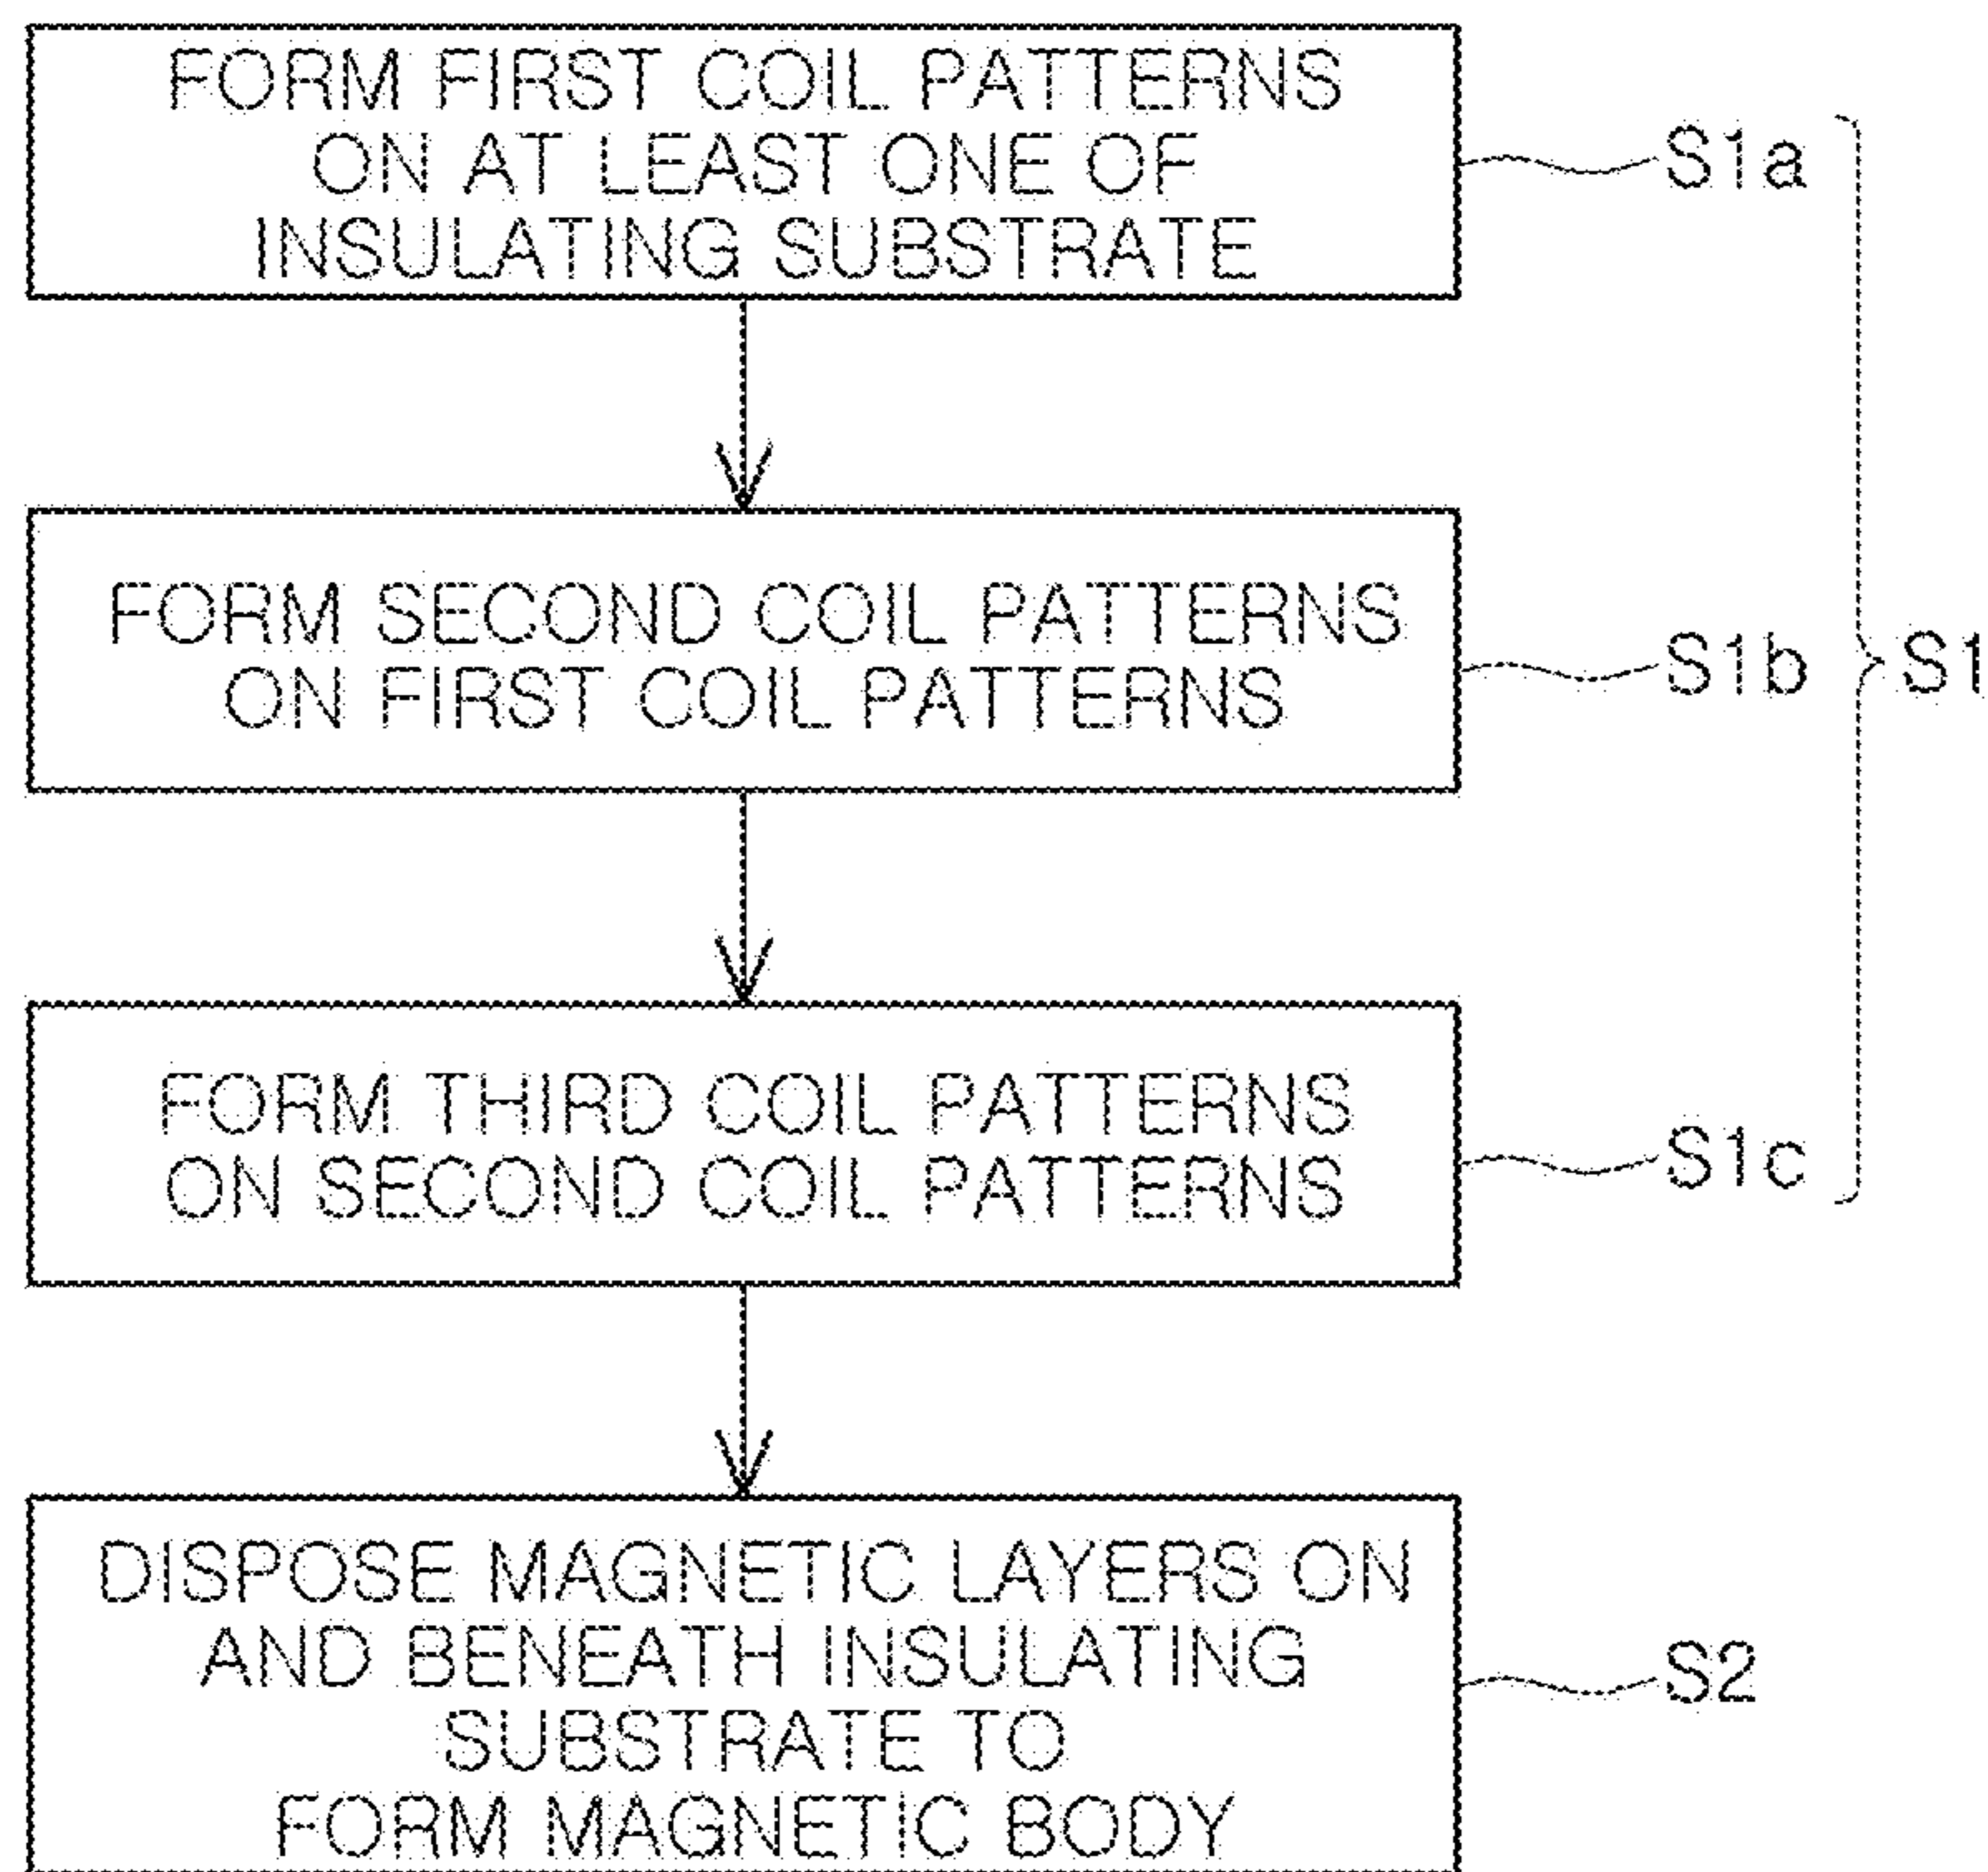 FORM FIRST COIL PATTERNS
ON AT LEAST ONE OF
INSULATING SUBSTRATE
S1a
FORM SECOND COIL PATTERNS
ON FIRST COIL PATTERNS
S1b
S1
FORM THIRD COIL PATTERNS
ON SECOND COIL PATTERNS
S1c
DISPOSE MAGNETIC LAYERS ON
AND BENEATH INSULATING
SUBSTRATE TO
FORM MAGNETIC BODY
S2